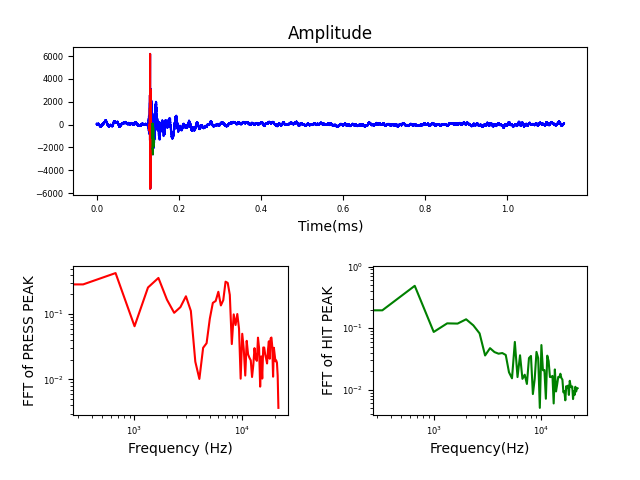 Amplitude
6000
4000
2000
0
−2000
−4000
−6000
0.0 0.2 0.4 0.6 0.8 1.0
Time(ms)
FFT of PRESS PEAK
10⁻¹
10⁻²
10³ 10⁴
Frequency (Hz)
FFT of HIT PEAK
10⁰
10⁻¹
10⁻²
10³ 10⁴
Frequency(Hz)